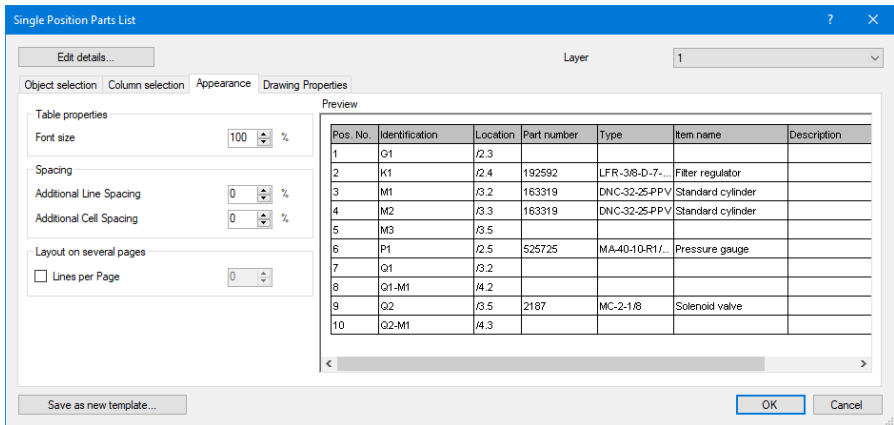 Single Position Parts List
? ×
Edit details...
Layer
1
Object selection Column selection Appearance Drawing Properties
Table properties
Font size 100 %
Spacing
Additional Line Spacing 0 %
Additional Cell Spacing 0 %
Layout on several pages
Lines per Page 0
Preview
Pos. No. Identification Location Part number Type Item name Description
1 G1 /2.3
2 K1 /2.4 192592 LFR-3/8-D-7-... Filter regulator
3 M1 /3.2 163319 DNC-32-25-PPV Standard cylinder
4 M2 /3.3 163319 DNC-32-25-PPV Standard cylinder
5 M3 /3.5
6 P1 /2.5 525725 MA-40-10-R1/... Pressure gauge
7 Q1 /3.2
8 Q1-M1 /4.2
9 Q2 /3.5 2187 MC-2-1/8 Solenoid valve
10 Q2-M1 /4.3
Save as new template...
OK Cancel